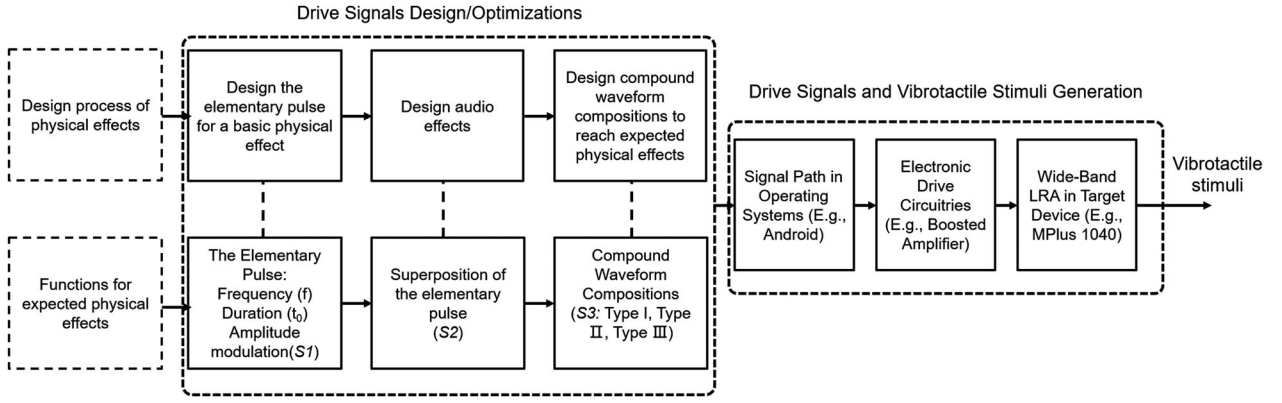 Drive Signals Design/Optimizations
Design process of
physical effects
Design the
elementary pulse
for a basic physical
effect
Design audio
effects
Design compound
waveform
compositions to
reach expected
physical effects
Functions for
expected physical
effects
The Elementary
Pulse:
Frequency (f)
Duration (t₀)
Amplitude
modulation(S1)
Superposition of
the elementary
pulse
(S2)
Compound
Waveform
Compositions
(S3: Type Ⅰ, Type
Ⅱ, Type Ⅲ)
Drive Signals and Vibrotactile Stimuli Generation
Signal Path in
Operating
Systems (E.g.,
Android)
Electronic
Drive
Circuitries
(E.g., Boosted
Amplifier)
Wide-Band
LRA in Target
Device (E.g.,
MPlus 1040)
Vibrotactile
stimuli